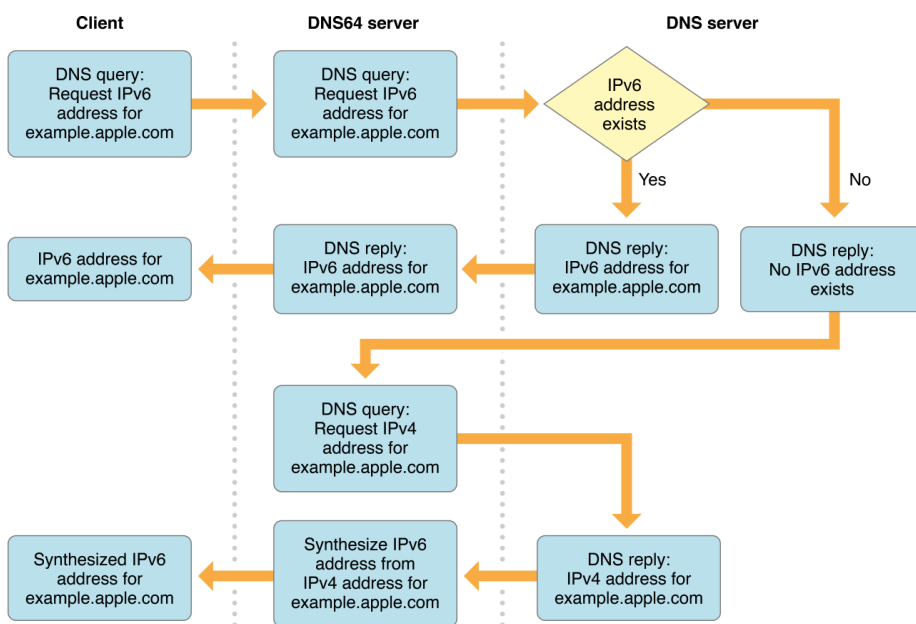 Client
DNS64 server
DNS server
DNS query:
Request IPv6
address for
example.apple.com
DNS query:
Request IPv6
address for
example.apple.com
IPv6
address
exists
Yes
No
IPv6 address for
example.apple.com
DNS reply:
IPv6 address for
example.apple.com
DNS reply:
IPv6 address for
example.apple.com
DNS reply:
No IPv6 address
exists
DNS query:
Request IPv4
address for
example.apple.com
Synthesized IPv6
address for
example.apple.com
Synthesize IPv6
address from
IPv4 address for
example.apple.com
DNS reply:
IPv4 address for
example.apple.com